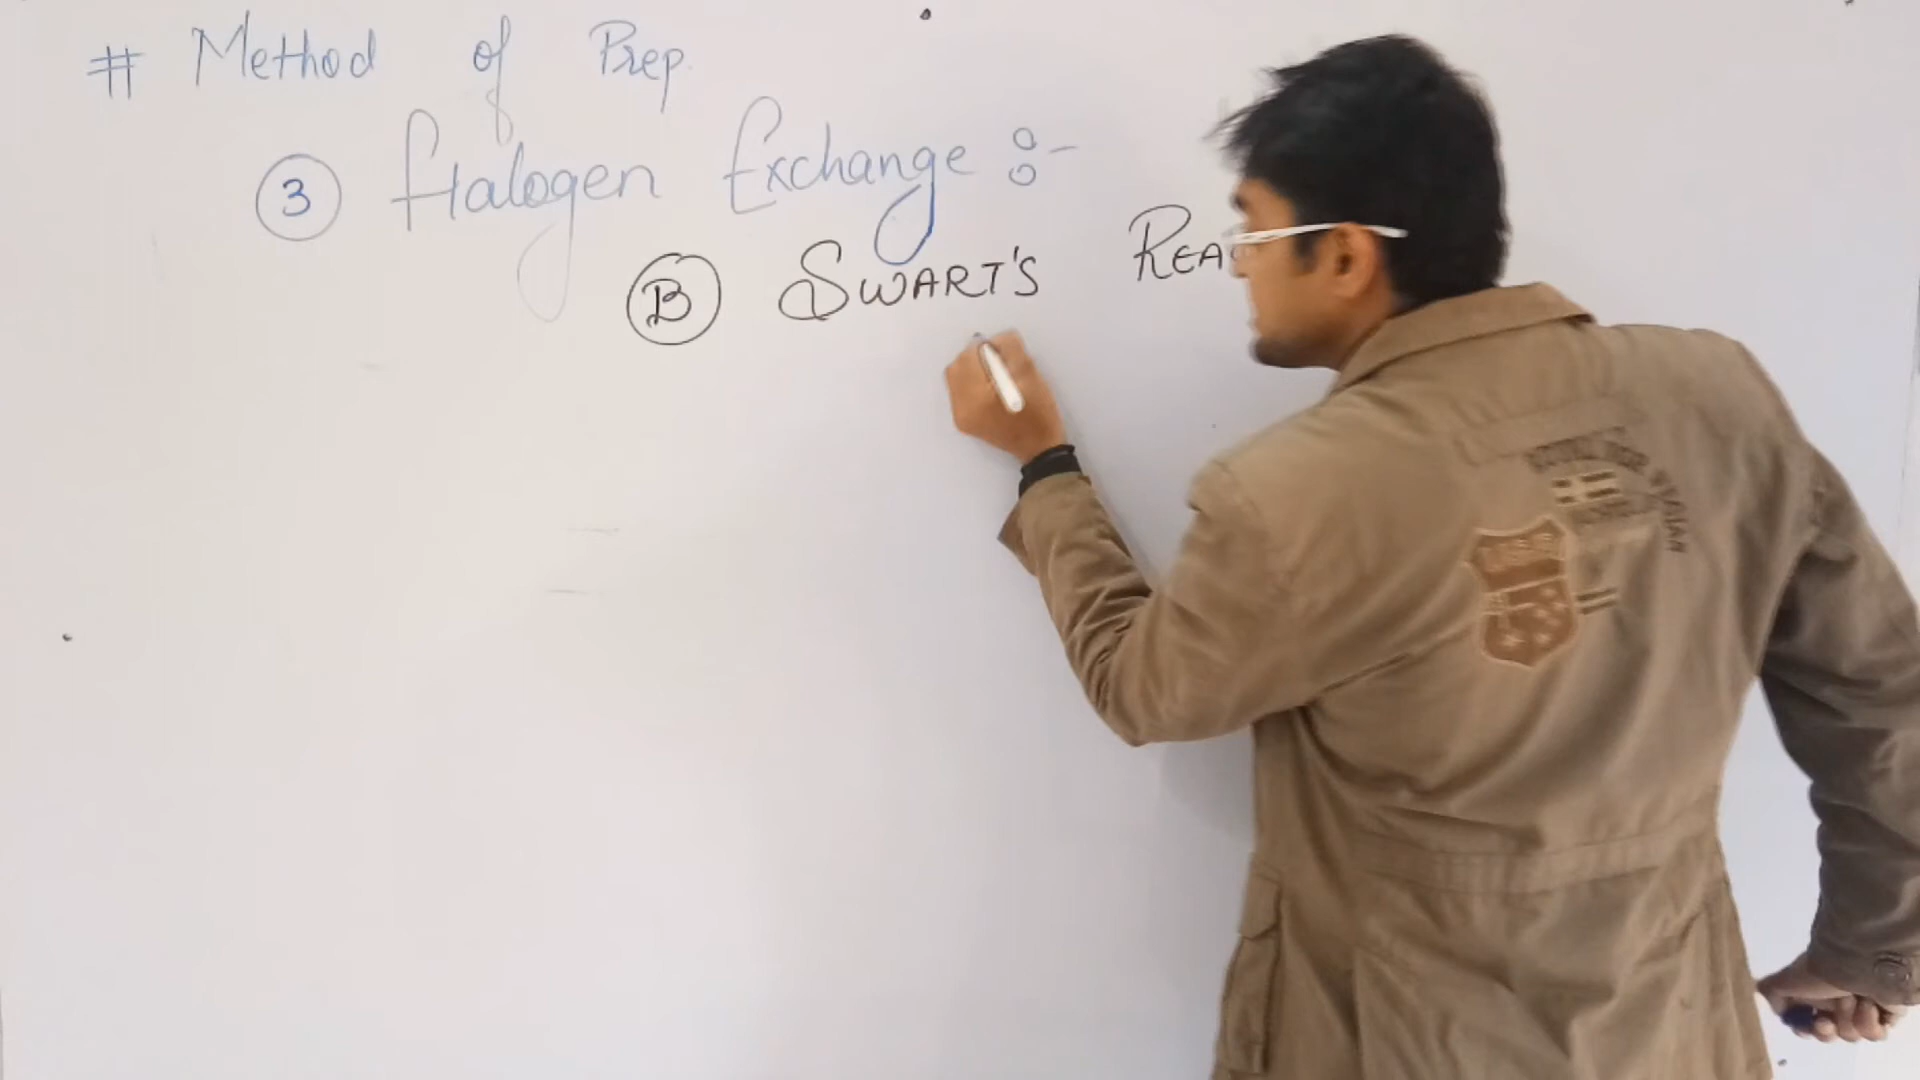 # Method of Prep.
③ Halogen Exchange :-
Ⓑ SWART'S REA